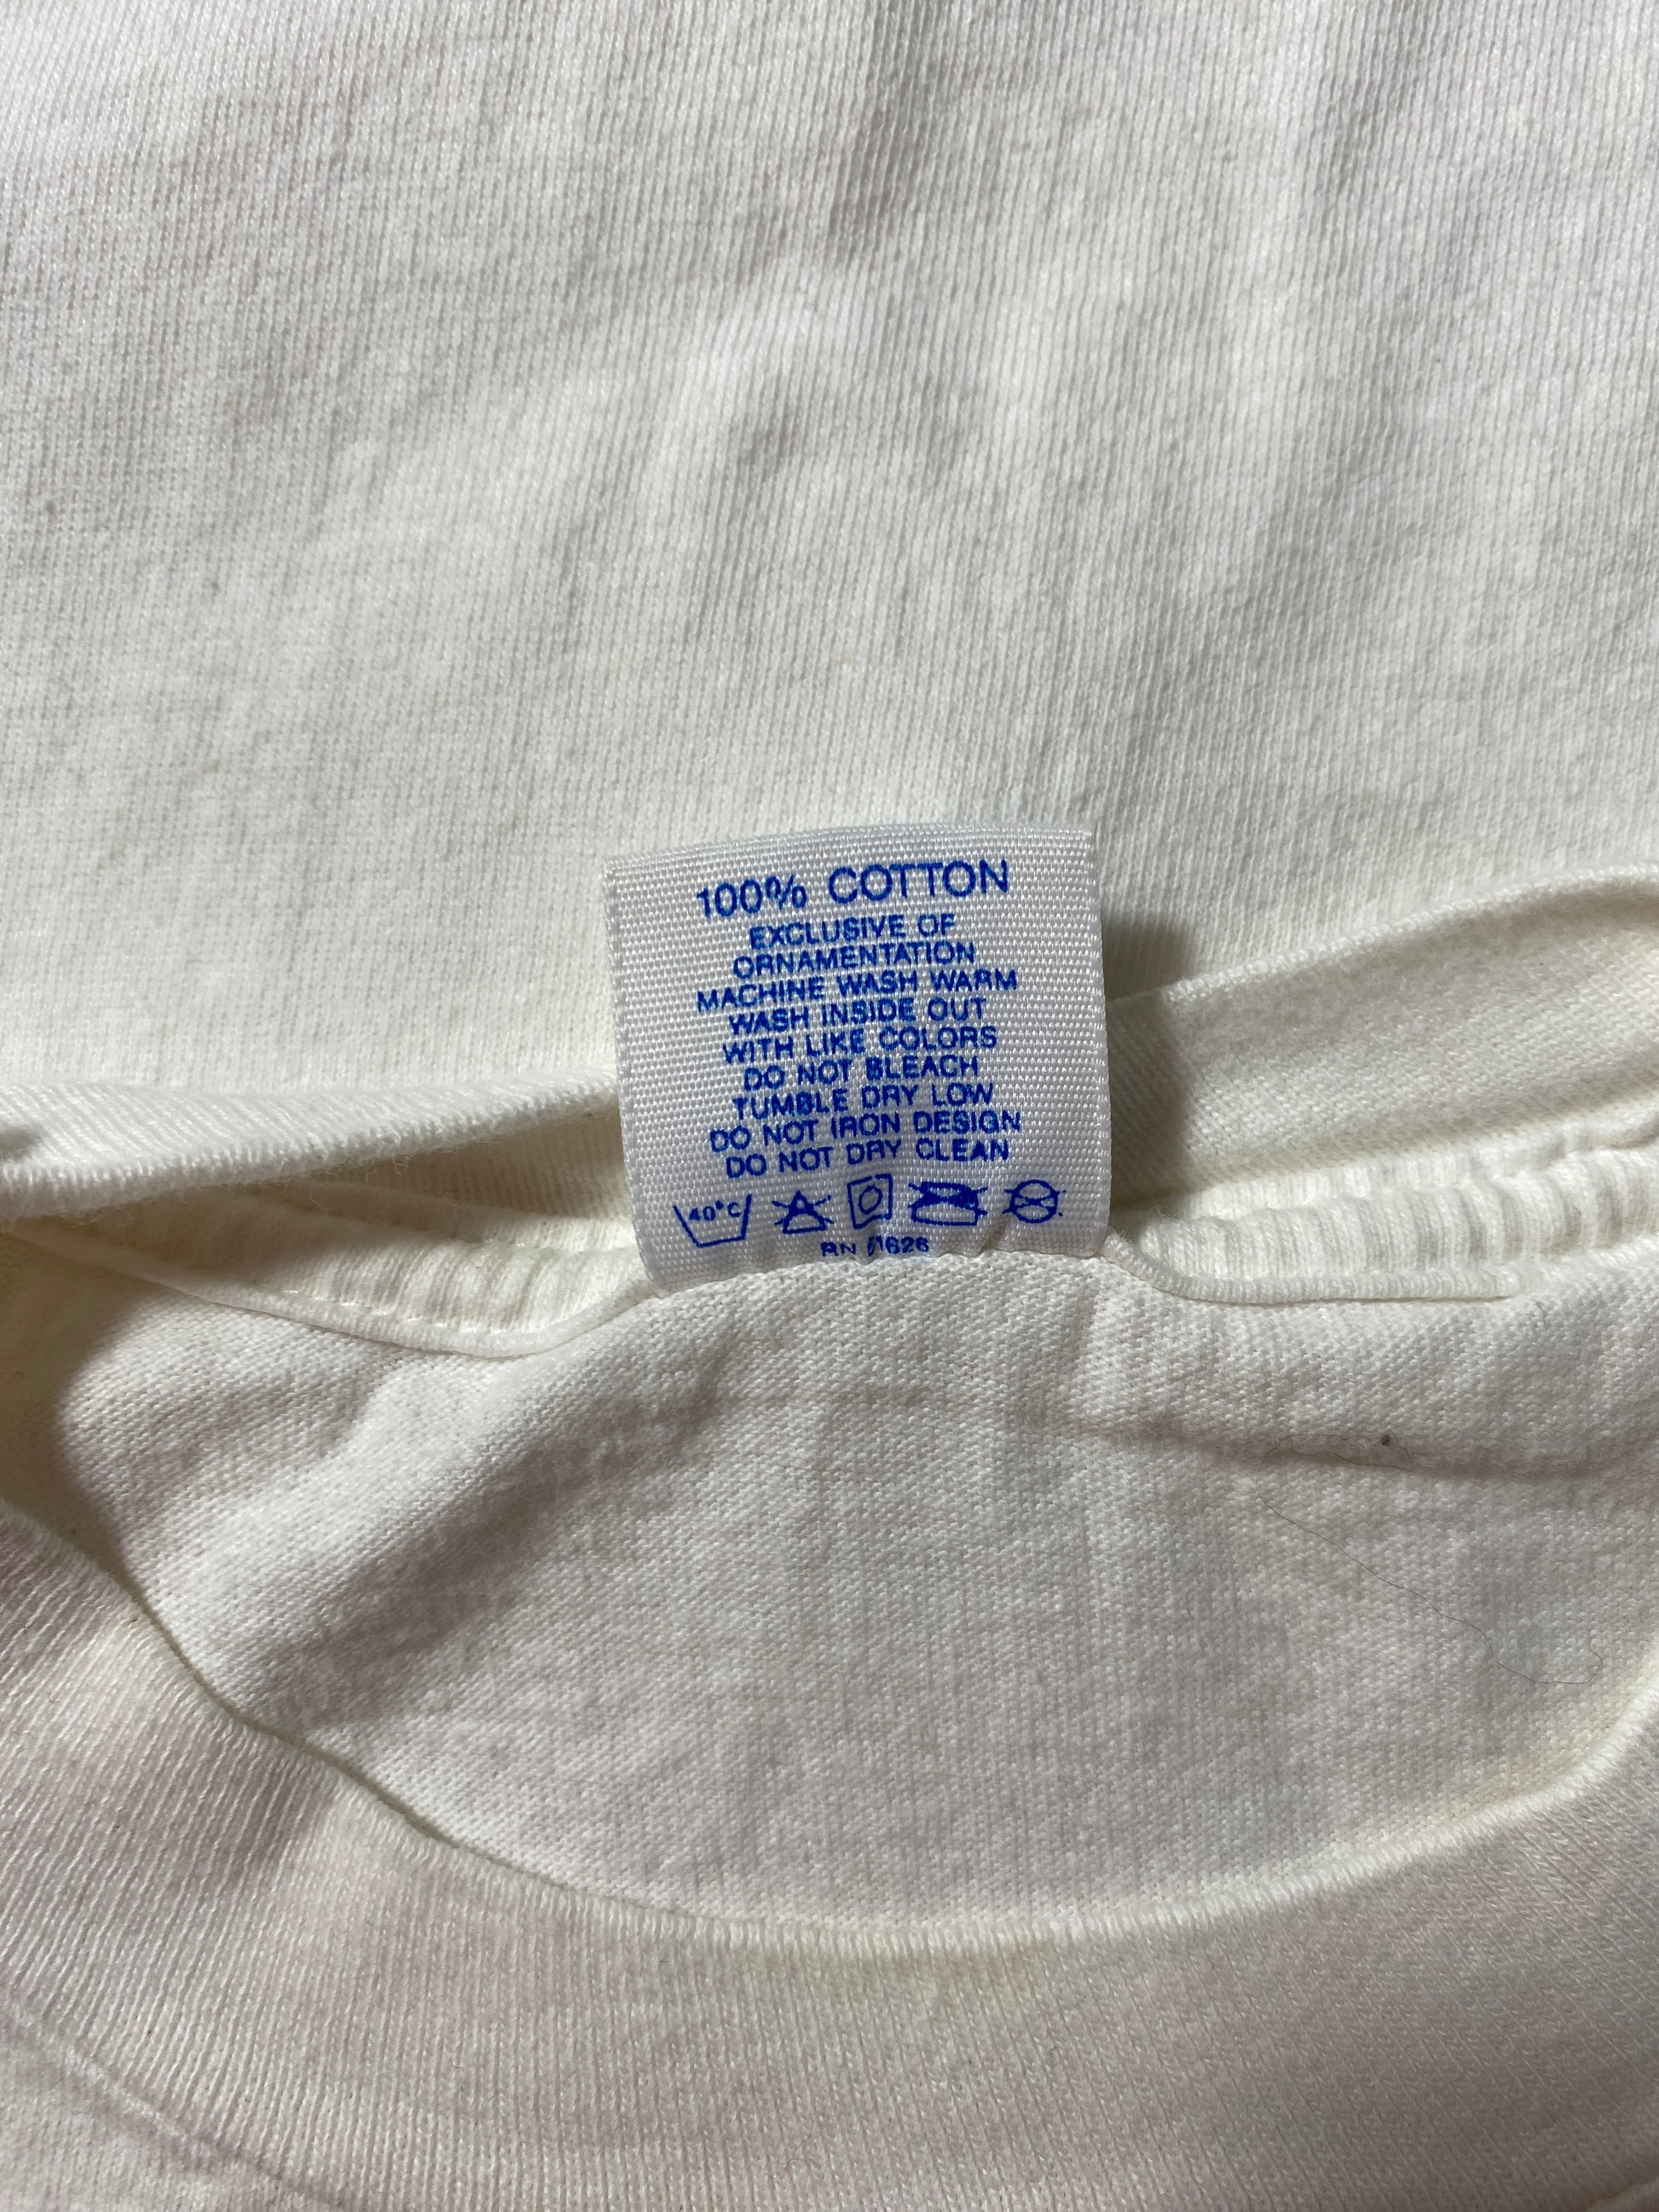 100% COTTON
EXCLUSIVE OF
ORNAMENTATION
MACHINE WASH WARM
WASH INSIDE OUT
WITH LIKE COLORS
DO NOT BLEACH
TUMBLE DRY LOW
DO NOT IRON DESIGN
DO NOT DRY CLEAN
40°C
RN